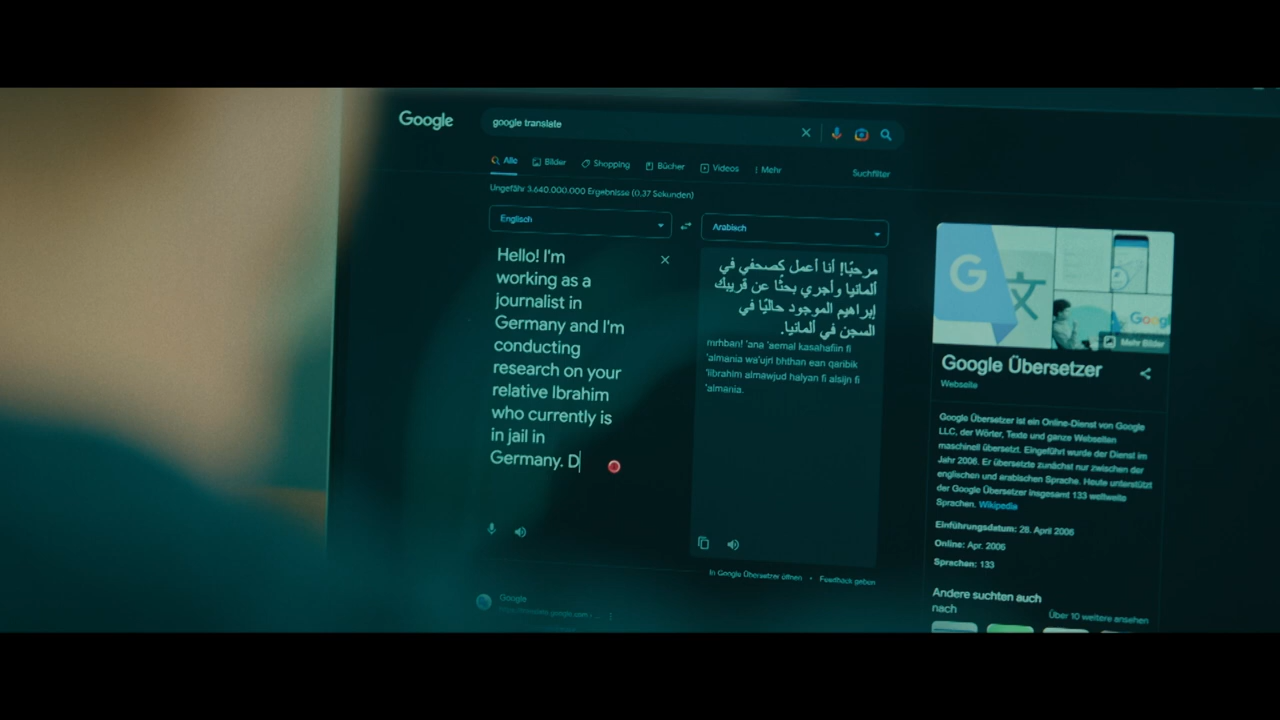 Google
google translate
Alle Bilder Shopping Bücher Videos Mehr
Suchfilter
Ungefähr 3.640.000.000 Ergebnisse (0,37 Sekunden)
Englisch
Arabisch
Hello! I'm
working as a
journalist in
Germany and I'm
conducting
research on your
relative Ibrahim
who currently is
in jail in
Germany. D
مرحبًا! أنا أعمل كصحفي في
ألمانيا وأجري بحثًا عن قريبك
إبراهيم الموجود حاليًا في
السجن في ألمانيا.
mrhban! 'ana 'aemal kasahafiin fi
'almania wa'ujri bhthan ean qaribik
'iibrahim almawjud halyan fi alsijn fi
'almania.
In Google Übersetzer öffnen • Feedback geben
Google
G
文
Google
Mehr Bilder
Google Übersetzer
Webseite
Google Übersetzer ist ein Online-Dienst von Google
LLC, der Wörter, Texte und ganze Webseiten
maschinell übersetzt. Eingeführt wurde der Dienst im
Jahr 2006. Er übersetzte zunächst nur zwischen der
englischen und arabischen Sprache. Heute unterstützt
der Google Übersetzer insgesamt 133 weltweite
Sprachen. Wikipedia
Einführungsdatum: 28. April 2006
Online: Apr. 2006
Sprachen: 133
Andere suchten auch
nach
Über 10 weitere ansehen